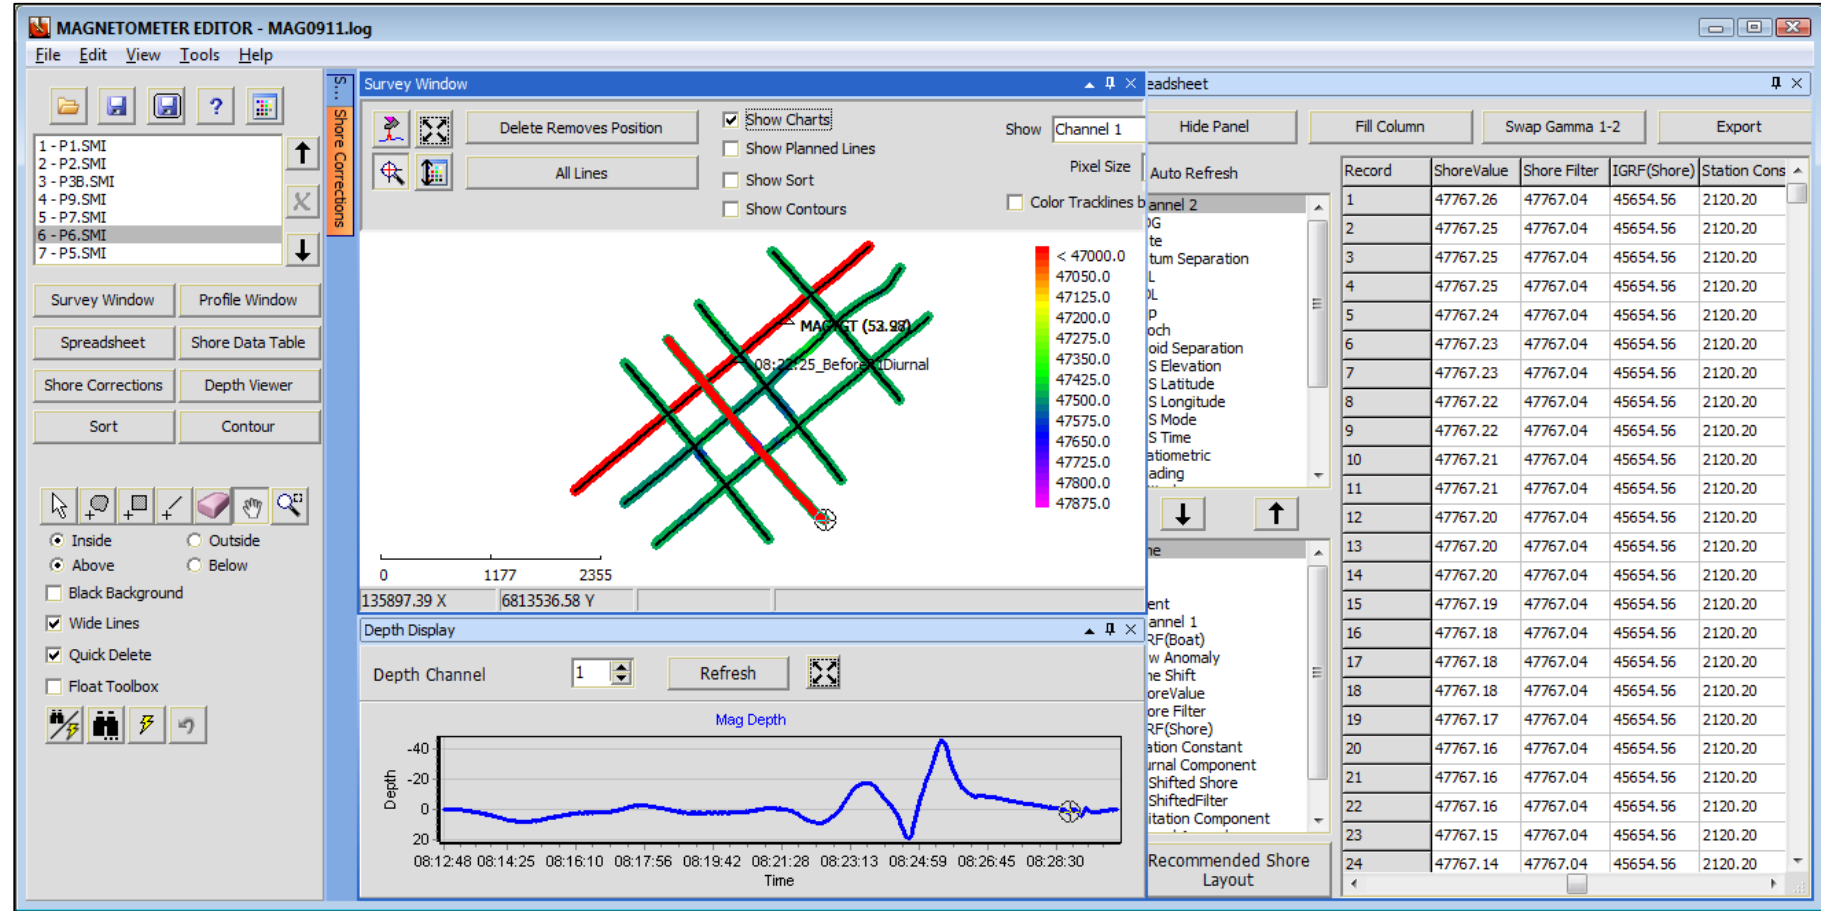 MAGNETOMETER EDITOR - MAG0911.log
File Edit View Tools Help
1 - P1.SMI
2 - P2.SMI
3 - P3B.SMI
4 - P9.SMI
5 - P7.SMI
6 - P6.SMI
7 - P5.SMI
Survey Window Profile Window
Spreadsheet Shore Data Table
Shore Corrections Depth Viewer
Sort Contour
Inside Outside
Above Below
Black Background
Wide Lines
Quick Delete
Float Toolbox
S...
Shore Corrections
Survey Window
Delete Removes Position
All Lines
Show Charts
Show Planned Lines
Show Sort
Show Contours
Show Channel 1
Pixel Size
Color Tracklines b
< 47000.0
47050.0
47125.0
47200.0
47275.0
47350.0
47425.0
47500.0
47575.0
47650.0
47725.0
47800.0
47875.0
0 1177 2355
135897.39 X 6813536.58 Y
Depth Display
Depth Channel 1 Refresh
Mag Depth
Depth
-40
-20
0
20
08:12:48 08:14:25 08:16:10 08:17:56 08:19:42 08:21:28 08:23:13 08:24:59 08:26:45 08:28:30
Time
eadsheet
Hide Panel Fill Column Swap Gamma 1-2 Export
Auto Refresh
annel 2
te
tum Separation
och
oid Separation
S Elevation
S Latitude
S Longitude
S Mode
S Time
atiometric
ading
ent
annel 1
RF(Boat)
w Anomaly
ne Shift
oreValue
ore Filter
RF(Shore)
ation Constant
urnal Component
Shifted Shore
ShiftedFilter
itation Component
Recommended Shore
Layout
Record ShoreValue Shore Filter IGRF(Shore) Station Cons
1 47767.26 47767.04 45654.56 2120.20
2 47767.25 47767.04 45654.56 2120.20
3 47767.25 47767.04 45654.56 2120.20
4 47767.25 47767.04 45654.56 2120.20
5 47767.24 47767.04 45654.56 2120.20
6 47767.23 47767.04 45654.56 2120.20
7 47767.23 47767.04 45654.56 2120.20
8 47767.22 47767.04 45654.56 2120.20
9 47767.22 47767.04 45654.56 2120.20
10 47767.21 47767.04 45654.56 2120.20
11 47767.21 47767.04 45654.56 2120.20
12 47767.20 47767.04 45654.56 2120.20
13 47767.20 47767.04 45654.56 2120.20
14 47767.20 47767.04 45654.56 2120.20
15 47767.19 47767.04 45654.56 2120.20
16 47767.18 47767.04 45654.56 2120.20
17 47767.18 47767.04 45654.56 2120.20
18 47767.18 47767.04 45654.56 2120.20
19 47767.17 47767.04 45654.56 2120.20
20 47767.16 47767.04 45654.56 2120.20
21 47767.16 47767.04 45654.56 2120.20
22 47767.16 47767.04 45654.56 2120.20
23 47767.15 47767.04 45654.56 2120.20
24 47767.14 47767.04 45654.56 2120.20